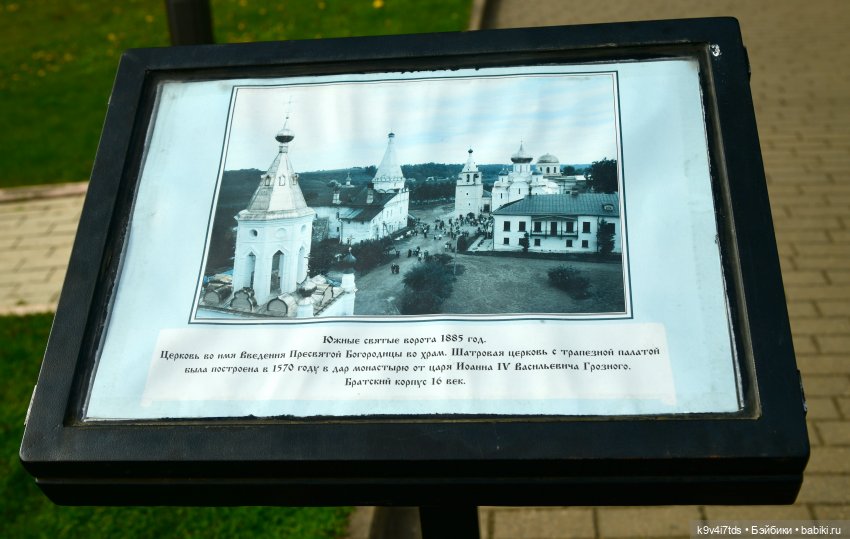 Южные святые ворота 1885 год.
Церковь во имя Введения Пресвятой Богородицы во храм. Шатровая церковь с трапезной палатой
была построена в 1570 году в дар монастырю от царя Иоанна IV Васильевича Грозного.
Братский корпус 16 век.
k9v4i7tds • Бэйбики • babiki.ru